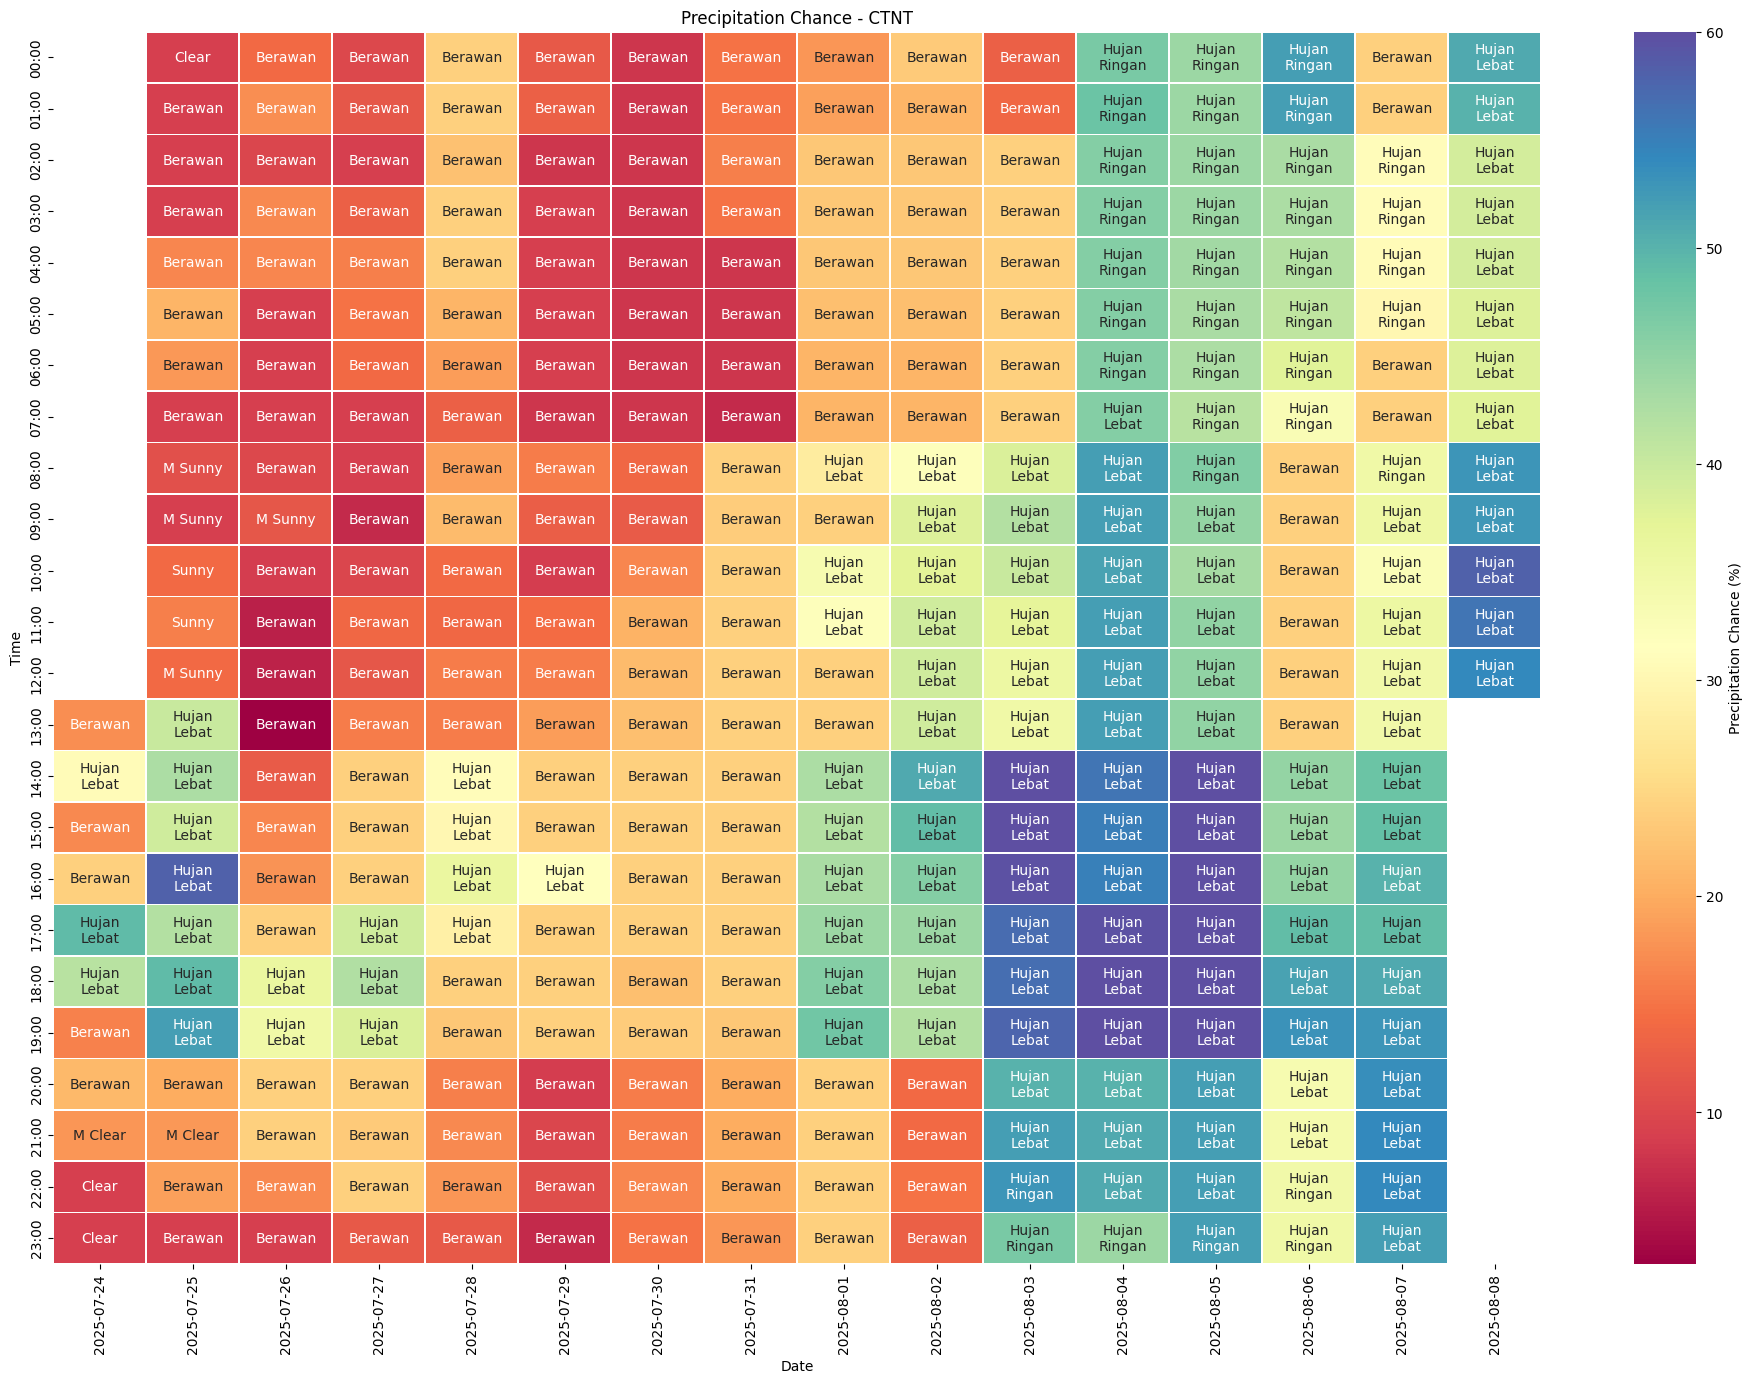 Precipitation Chance - CTNT
00:00 Clear Berawan Berawan Berawan Berawan Berawan Berawan Berawan Berawan Berawan Hujan Ringan Hujan Ringan Hujan Ringan Berawan Hujan Lebat
01:00 Berawan Berawan Berawan Berawan Berawan Berawan Berawan Berawan Berawan Berawan Hujan Ringan Hujan Ringan Hujan Ringan Berawan Hujan Lebat
02:00 Berawan Berawan Berawan Berawan Berawan Berawan Berawan Berawan Berawan Berawan Hujan Ringan Hujan Ringan Hujan Ringan Hujan Ringan Hujan Lebat
03:00 Berawan Berawan Berawan Berawan Berawan Berawan Berawan Berawan Berawan Berawan Hujan Ringan Hujan Ringan Hujan Ringan Hujan Ringan Hujan Lebat
04:00 Berawan Berawan Berawan Berawan Berawan Berawan Berawan Berawan Berawan Berawan Hujan Ringan Hujan Ringan Hujan Ringan Hujan Ringan Hujan Lebat
05:00 Berawan Berawan Berawan Berawan Berawan Berawan Berawan Berawan Berawan Berawan Hujan Ringan Hujan Ringan Hujan Ringan Hujan Ringan Hujan Lebat
06:00 Berawan Berawan Berawan Berawan Berawan Berawan Berawan Berawan Berawan Berawan Hujan Ringan Hujan Ringan Hujan Ringan Berawan Hujan Lebat
07:00 Berawan Berawan Berawan Berawan Berawan Berawan Berawan Berawan Berawan Berawan Hujan Lebat Hujan Ringan Hujan Ringan Berawan Hujan Lebat
08:00 M Sunny Berawan Berawan Berawan Berawan Berawan Berawan Hujan Lebat Hujan Lebat Hujan Lebat Hujan Lebat Hujan Ringan Berawan Hujan Ringan Hujan Lebat
09:00 M Sunny M Sunny Berawan Berawan Berawan Berawan Berawan Berawan Hujan Lebat Hujan Lebat Hujan Lebat Hujan Lebat Berawan Hujan Lebat Hujan Lebat
10:00 Sunny Berawan Berawan Berawan Berawan Berawan Berawan Hujan Lebat Hujan Lebat Hujan Lebat Hujan Lebat Hujan Lebat Berawan Hujan Lebat Hujan Lebat
11:00 Sunny Berawan Berawan Berawan Berawan Berawan Berawan Hujan Lebat Hujan Lebat Hujan Lebat Hujan Lebat Hujan Lebat Berawan Hujan Lebat Hujan Lebat
12:00 M Sunny Berawan Berawan Berawan Berawan Berawan Berawan Berawan Hujan Lebat Hujan Lebat Hujan Lebat Hujan Lebat Berawan Hujan Lebat Hujan Lebat
13:00 Berawan Hujan Lebat Berawan Berawan Berawan Berawan Berawan Berawan Berawan Hujan Lebat Hujan Lebat Hujan Lebat Hujan Lebat Berawan Hujan Lebat
14:00 Hujan Lebat Hujan Lebat Berawan Berawan Hujan Lebat Berawan Berawan Berawan Hujan Lebat Hujan Lebat Hujan Lebat Hujan Lebat Hujan Lebat Hujan Lebat Hujan Lebat
15:00 Berawan Hujan Lebat Berawan Berawan Hujan Lebat Berawan Berawan Berawan Hujan Lebat Hujan Lebat Hujan Lebat Hujan Lebat Hujan Lebat Hujan Lebat Hujan Lebat
16:00 Berawan Hujan Lebat Berawan Berawan Hujan Lebat Hujan Lebat Berawan Berawan Hujan Lebat Hujan Lebat Hujan Lebat Hujan Lebat Hujan Lebat Hujan Lebat Hujan Lebat
17:00 Hujan Lebat Hujan Lebat Berawan Hujan Lebat Hujan Lebat Berawan Berawan Berawan Hujan Lebat Hujan Lebat Hujan Lebat Hujan Lebat Hujan Lebat Hujan Lebat Hujan Lebat
18:00 Hujan Lebat Hujan Lebat Hujan Lebat Hujan Lebat Berawan Berawan Berawan Berawan Hujan Lebat Hujan Lebat Hujan Lebat Hujan Lebat Hujan Lebat Hujan Lebat Hujan Lebat
19:00 Berawan Hujan Lebat Hujan Lebat Hujan Lebat Berawan Berawan Berawan Berawan Hujan Lebat Hujan Lebat Hujan Lebat Hujan Lebat Hujan Lebat Hujan Lebat Hujan Lebat
20:00 Berawan Berawan Berawan Berawan Berawan Berawan Berawan Berawan Berawan Berawan Hujan Lebat Hujan Lebat Hujan Lebat Hujan Lebat Hujan Lebat
21:00 M Clear M Clear Berawan Berawan Berawan Berawan Berawan Berawan Berawan Berawan Hujan Lebat Hujan Lebat Hujan Lebat Hujan Lebat Hujan Lebat
22:00 Clear Berawan Berawan Berawan Berawan Berawan Berawan Berawan Berawan Berawan Hujan Ringan Hujan Lebat Hujan Lebat Hujan Ringan Hujan Lebat
23:00 Clear Berawan Berawan Berawan Berawan Berawan Berawan Berawan Berawan Berawan Hujan Ringan Hujan Ringan Hujan Ringan Hujan Ringan Hujan Lebat
Time
2025-07-24 2025-07-25 2025-07-26 2025-07-27 2025-07-28 2025-07-29 2025-07-30 2025-07-31 2025-08-01 2025-08-02 2025-08-03 2025-08-04 2025-08-05 2025-08-06 2025-08-07 2025-08-08
Date
60
50
40
30
20
10
Precipitation Chance (%)